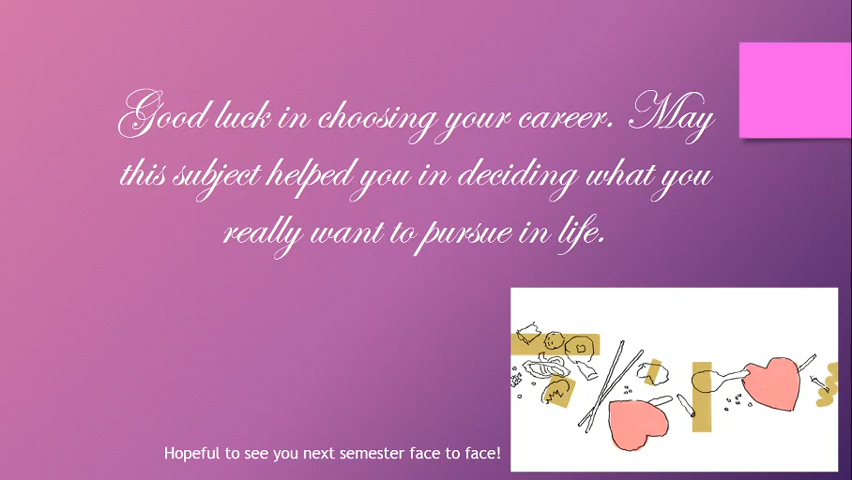 Good luck in choosing your career. May
this subject helped you in deciding what you
really want to pursue in life.
Hopeful to see you next semester face to face!